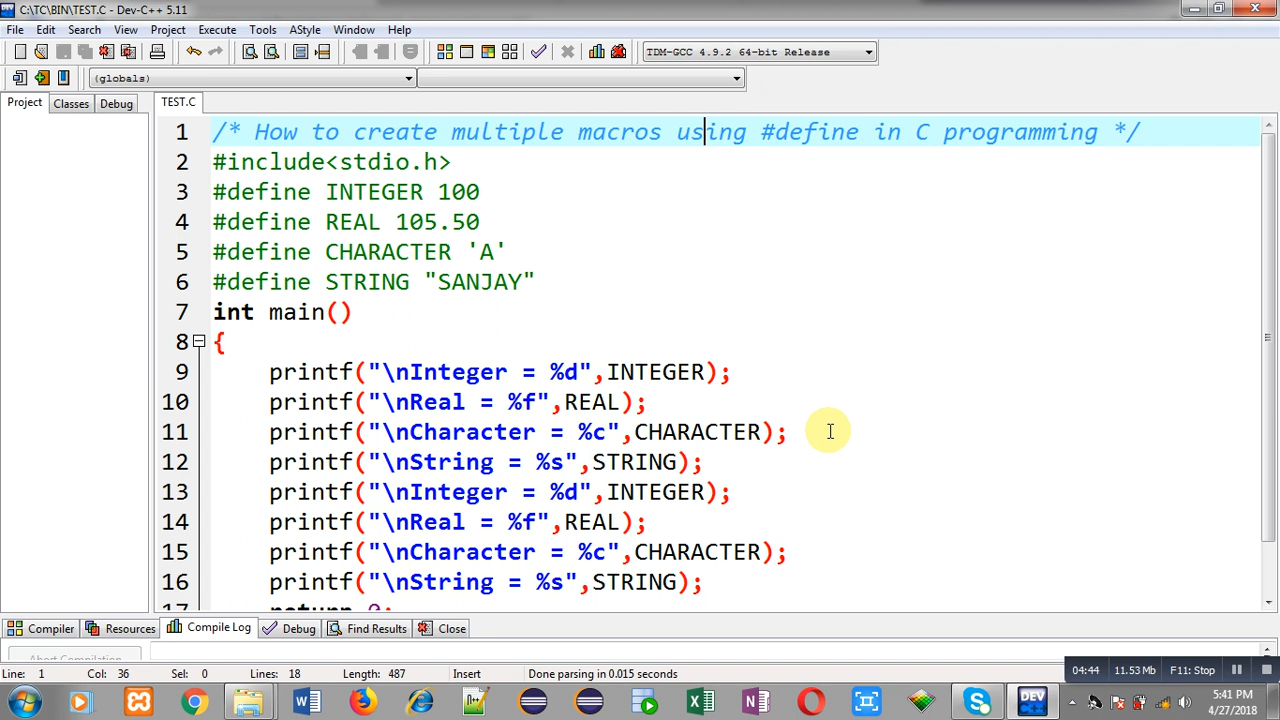 C:\TC\BIN\TEST.C - Dev-C++ 5.11
File Edit Search View Project Execute Tools AStyle Window Help
TDM-GCC 4.9.2 64-bit Release
(globals)
Project Classes Debug TEST.C
1 /* How to create multiple macros using #define in C programming */
2 #include<stdio.h>
3 #define INTEGER 100
4 #define REAL 105.50
5 #define CHARACTER 'A'
6 #define STRING "SANJAY"
7 int main()
8 {
9 printf("\nInteger = %d",INTEGER);
10 printf("\nReal = %f",REAL);
11 printf("\nCharacter = %c",CHARACTER);
12 printf("\nString = %s",STRING);
13 printf("\nInteger = %d",INTEGER);
14 printf("\nReal = %f",REAL);
15 printf("\nCharacter = %c",CHARACTER);
16 printf("\nString = %s",STRING);
17 return 0;
Compiler Resources Compile Log Debug Find Results Close
Abort Compilation
Line: 1 Col: 36 Sel: 0 Lines: 18 Length: 487 Insert Done parsing in 0.015 seconds
04:44 11.53 Mb F11: Stop
DEV
5:41 PM
4/27/2018